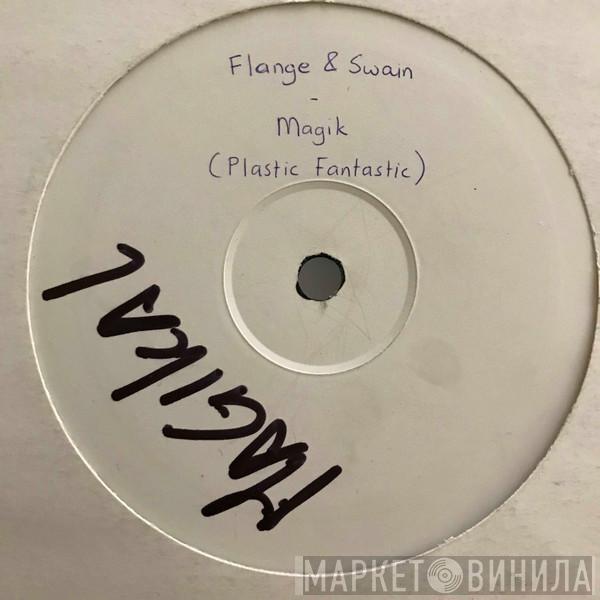 Flange & Swain
-
Magik
(Plastic Fantastic)
MAGIKAL
МАРКЕТ ВИНИЛА